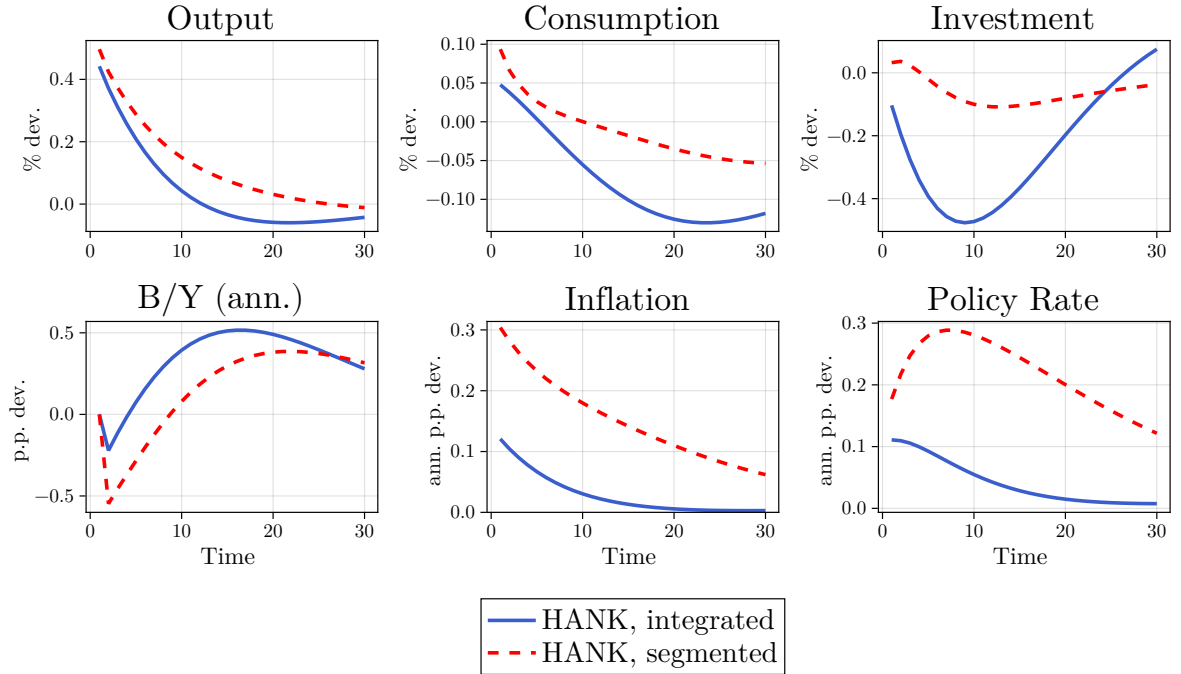 Output
Consumption
Investment
% dev.
0.4
0.2
0.0
0
10
20
30
% dev.
0.10
0.05
0.00
−0.05
−0.10
0
10
20
30
% dev.
0.0
−0.2
−0.4
0
10
20
30
B/Y (ann.)
Inflation
Policy Rate
p.p. dev.
0.5
0.0
−0.5
0
10
20
30
Time
ann. p.p. dev.
0.3
0.2
0.1
0.0
0
10
20
30
Time
ann. p.p. dev.
0.3
0.2
0.1
0.0
0
10
20
30
Time
HANK, integrated
HANK, segmented